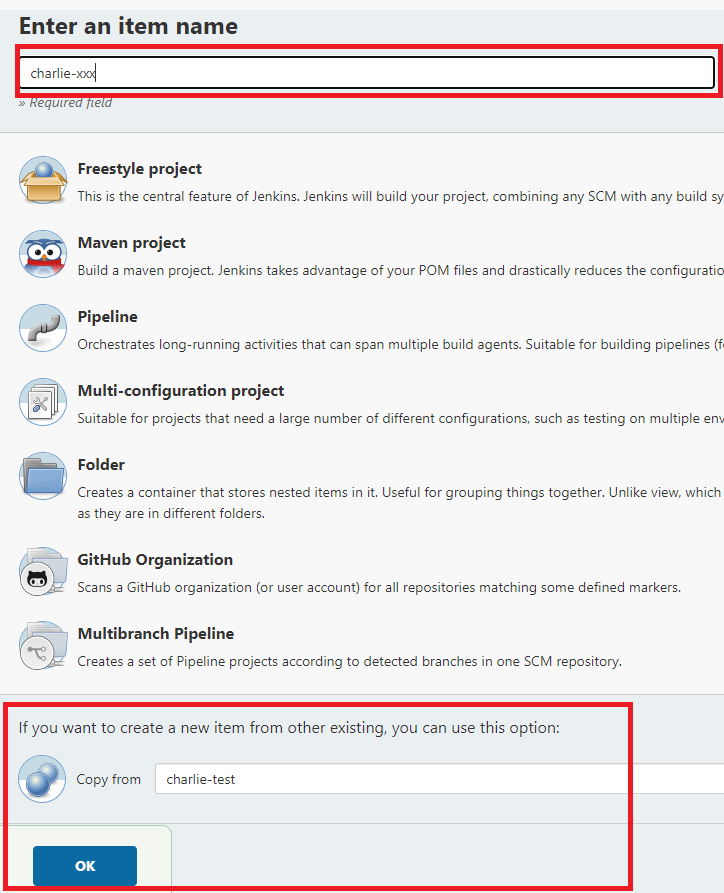 Enter an item name
charlie-xxx
» Required field
Freestyle project
This is the central feature of Jenkins. Jenkins will build your project, combining any SCM with any build sy
Maven project
Build a maven project. Jenkins takes advantage of your POM files and drastically reduces the configuratio
Pipeline
Orchestrates long-running activities that can span multiple build agents. Suitable for building pipelines (fo
Multi-configuration project
Suitable for projects that need a large number of different configurations, such as testing on multiple env
Folder
Creates a container that stores nested items in it. Useful for grouping things together. Unlike view, which
as they are in different folders.
GitHub Organization
Scans a GitHub organization (or user account) for all repositories matching some defined markers.
Multibranch Pipeline
Creates a set of Pipeline projects according to detected branches in one SCM repository.
If you want to create a new item from other existing, you can use this option:
Copy from
charlie-test
OK